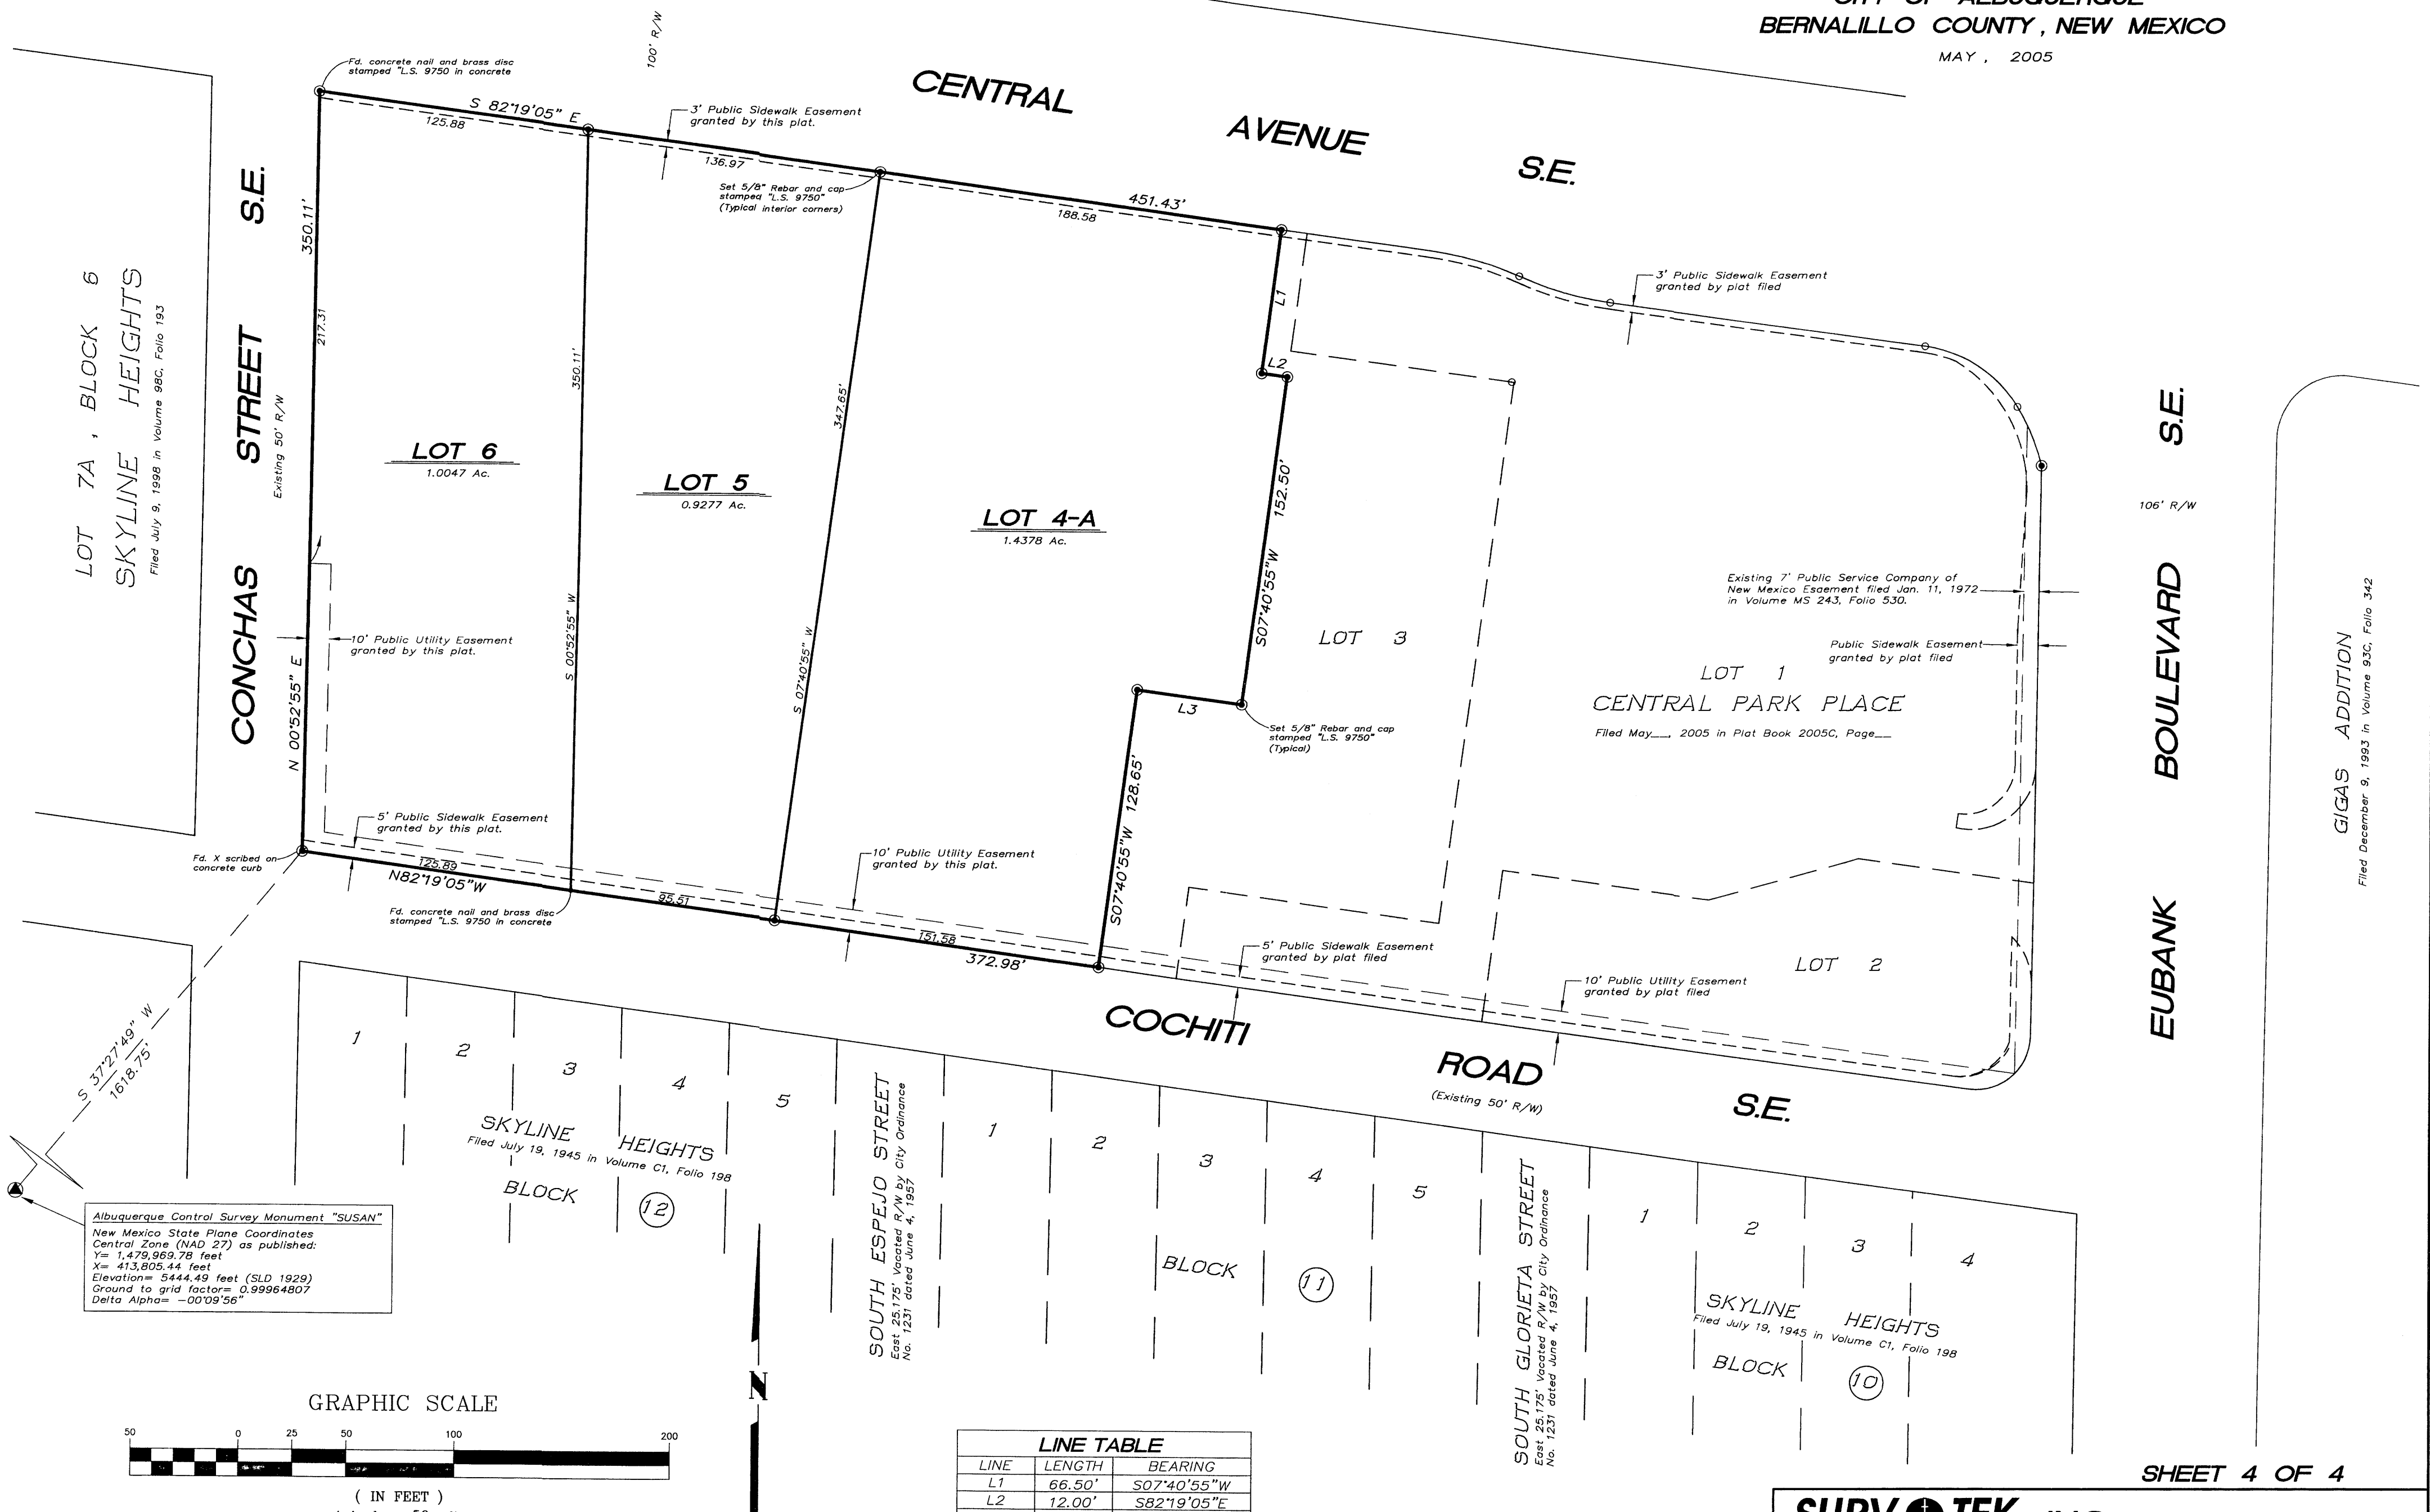 CITY OF ALBUQUERQUE
BERNALILLO COUNTY, NEW MEXICO
MAY, 2005
Fd. concrete nail and brass disc
stamped "L.S. 9750 in concrete
100' R/W
S 82°19'05" E
125.88
3' Public Sidewalk Easement
granted by this plat.
136.97
Set 5/8" Rebar and cap
stamped "L.S. 9750"
(Typical interior corners)
CENTRAL AVENUE S.E.
451.43'
188.58
3' Public Sidewalk Easement
granted by plat filed
LOT 7A, BLOCK 6
SKYLINE HEIGHTS
Filed July 9, 1998 in Volume 98C, Folio 193
CONCHAS STREET S.E.
Existing 50' R/W
350.11'
217.31
N 00°52'55" E
LOT 6
1.0047 Ac.
350.11'
S 00°52'55" W
LOT 5
0.9277 Ac.
347.65'
S 07°40'55" W
LOT 4-A
1.4378 Ac.
L1
L2
152.50'
S07°40'55"W
L3
Set 5/8" Rebar and cap
stamped "L.S. 9750"
(Typical)
S07°40'55"W 128.65'
LOT 3
LOT 1
CENTRAL PARK PLACE
Filed May__, 2005 in Plat Book 2005C, Page__
Existing 7' Public Service Company of
New Mexico Esaement filed Jan. 11, 1972
in Volume MS 243, Folio 530.
Public Sidewalk Easement
granted by plat filed
106' R/W
EUBANK BOULEVARD S.E.
GIGAS ADDITION
Filed December 9, 1993 in Volume 93C, Folio 342
10' Public Utility Easement
granted by this plat.
5' Public Sidewalk Easement
granted by this plat.
Fd. X scribed on
concrete curb
125.89
N82°19'05"W
Fd. concrete nail and brass disc
stamped "L.S. 9750 in concrete
95.51
10' Public Utility Easement
granted by this plat.
151.58
372.98'
5' Public Sidewalk Easement
granted by plat filed
10' Public Utility Easement
granted by plat filed
LOT 2
COCHITI ROAD S.E.
(Existing 50' R/W)
S 37°27'49" W
1618.75'
1
2
3
4
5
SKYLINE HEIGHTS
Filed July 19, 1945 in Volume C1, Folio 198
BLOCK 12
SOUTH ESPEJO STREET
East 25.175' Vacated R/W by City Ordinance
No. 1231 dated June 4, 1957
1
2
3
4
5
BLOCK 11
SOUTH GLORIETA STREET
East 25.175' Vacated R/W by City Ordinance
No. 1231 dated June 4, 1957
1
2
3
4
SKYLINE HEIGHTS
Filed July 19, 1945 in Volume C1, Folio 198
BLOCK 10
Albuquerque Control Survey Monument "SUSAN"
New Mexico State Plane Coordinates
Central Zone (NAD 27) as published:
Y= 1,479,969.78 feet
X= 413,805.44 feet
Elevation= 5444.49 feet (SLD 1929)
Ground to grid factor= 0.99964807
Delta Alpha= -00°09'56"
GRAPHIC SCALE
50 0 25 50 100 200
( IN FEET )
N
LINE TABLE
LINE LENGTH BEARING
L1 66.50' S07°40'55"W
L2 12.00' S82°19'05"E
SHEET 4 OF 4
SURV TEK, INC.